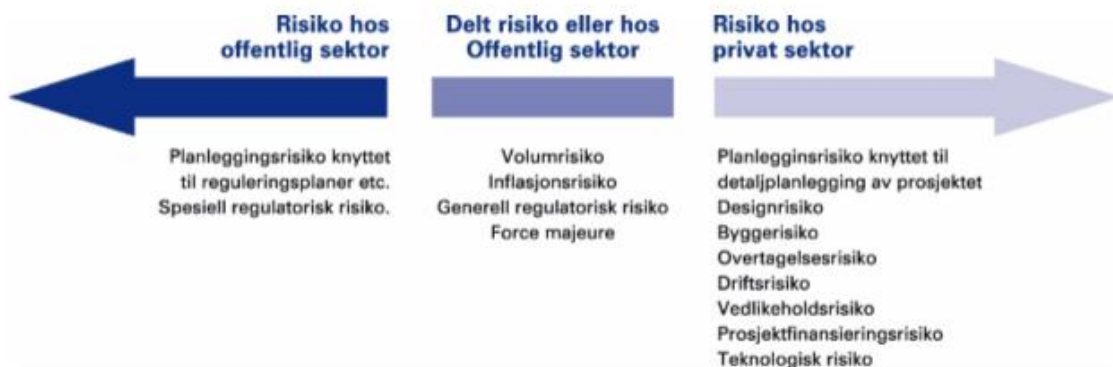 Risiko hos
offentlig sektor
Delt risiko eller hos
Offentlig sektor
Risiko hos
privat sektor
Planleggingsrisiko knyttet
til reguleringsplaner etc.
Spesiell regulatorisk risiko.
Volumrisiko
Inflasjonsrisiko
Generell regulatorisk risiko
Force majeure
Planlegginsrisiko knyttet til
detaljplanlegging av prosjektet
Designrisiko
Byggerisiko
Overtagelsesrisiko
Driftsrisiko
Vedlikeholdsrisiko
Prosjektfinansieringsrisiko
Teknologisk risiko